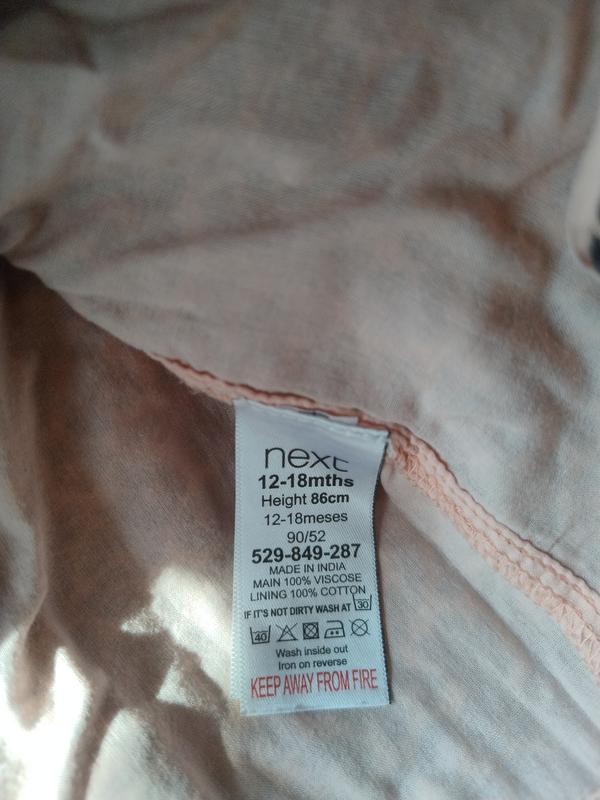 next
12-18mths
Height 86cm
12-18meses
90/52
529-849-287
MADE IN INDIA
MAIN 100% VISCOSE
LINING 100% COTTON
IF IT'S NOT DIRTY WASH AT 30
40
Wash inside out
Iron on reverse
KEEP AWAY FROM FIRE